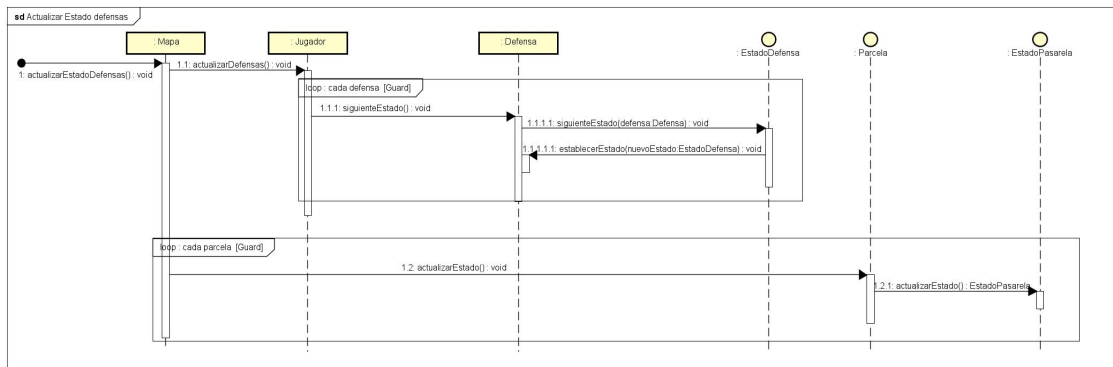 sd Actualizar Estado defensas
: Mapa
: Jugador
: Defensa
: EstadoDefensa
: Parcela
: EstadoPasarela
1: actualizarEstadoDefensas() : void
1.1: actualizarDefensas() : void
loop : cada defensa [Guard]
1.1.1: siguienteEstado() : void
1.1.1.1: siguienteEstado(defensa:Defensa) : void
1.1.1.1.1: establecerEstado(nuevoEstado:EstadoDefensa) : void
loop : cada parcela [Guard]
1.2: actualizarEstado() : void
1.2.1: actualizarEstado() : EstadoPasarela